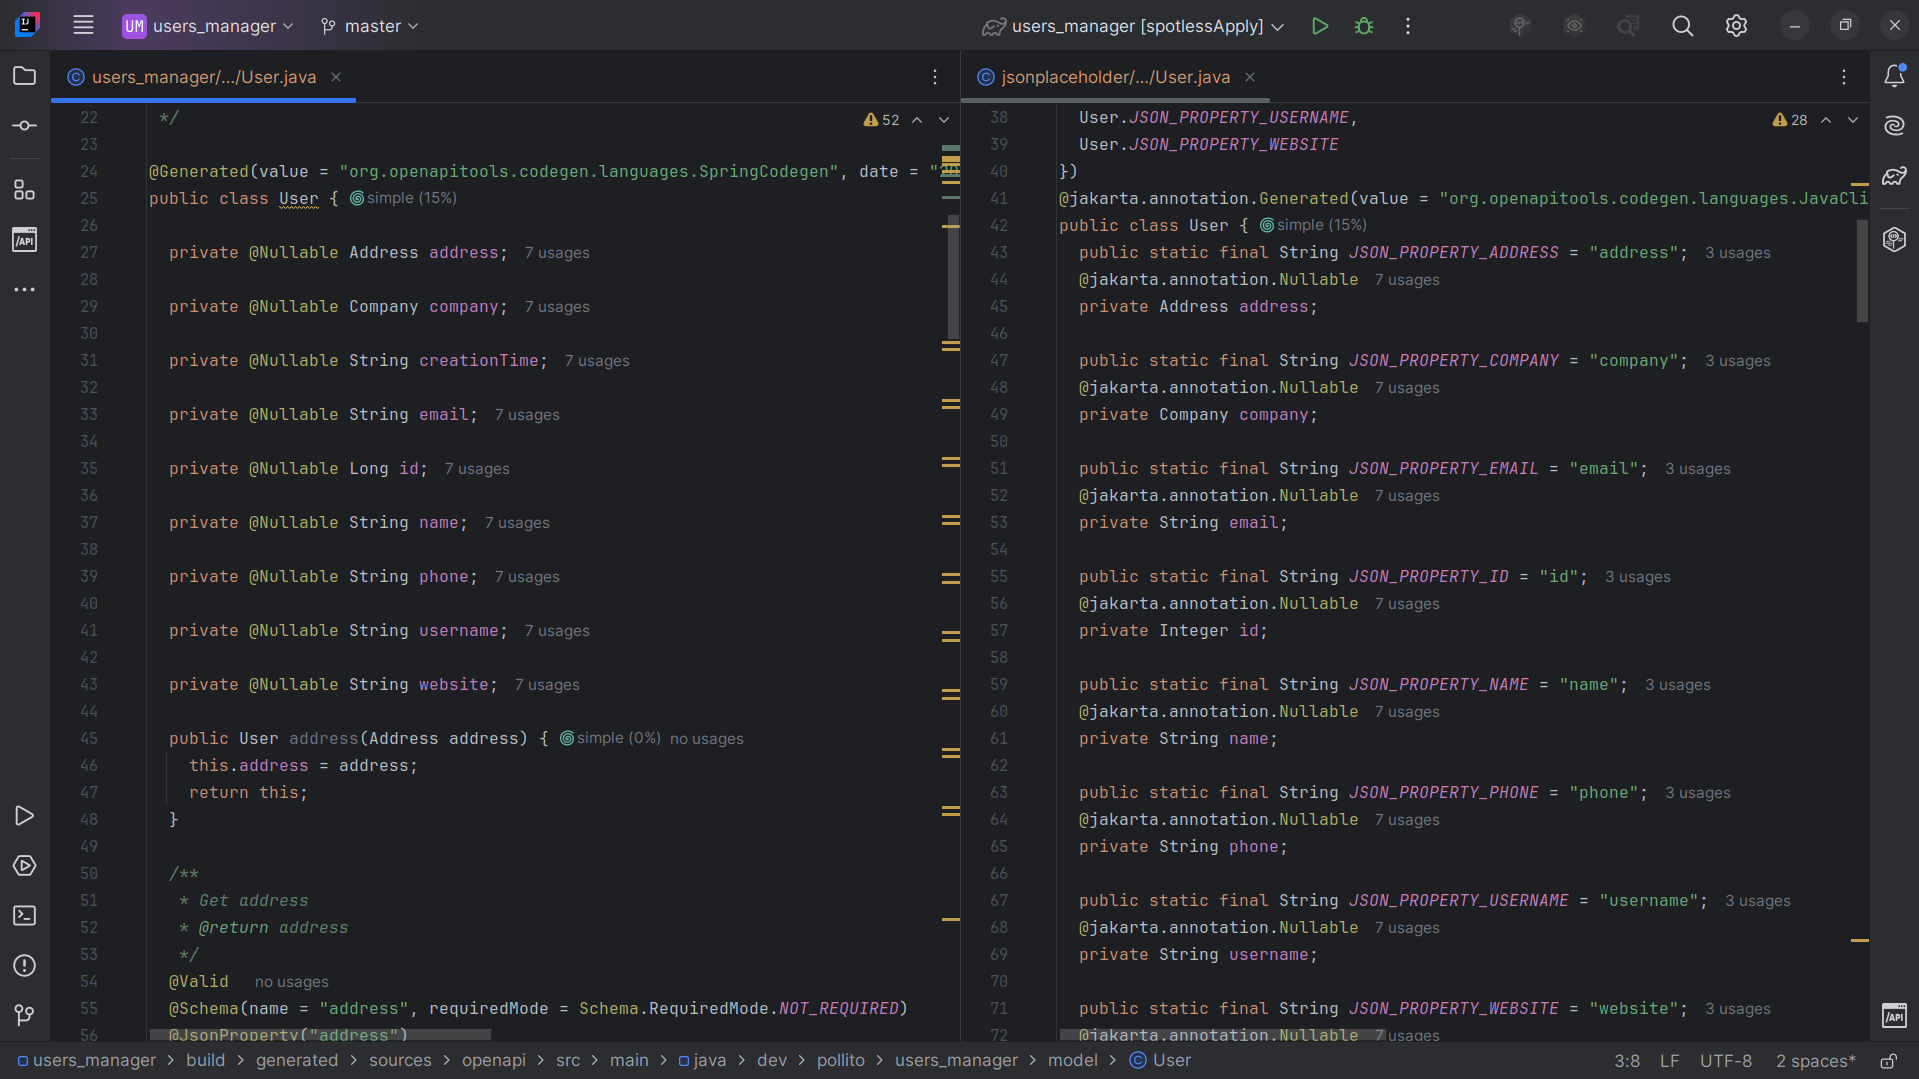 UM users_manager master users_manager [spotlessApply]
users_manager/.../User.java
22 */
23
24 @Generated(value = "org.openapitools.codegen.languages.SpringCodegen", date = "20
25 public class User { simple (15%)
26
27 private @Nullable Address address; 7 usages
28
29 private @Nullable Company company; 7 usages
30
31 private @Nullable String creationTime; 7 usages
32
33 private @Nullable String email; 7 usages
34
35 private @Nullable Long id; 7 usages
36
37 private @Nullable String name; 7 usages
38
39 private @Nullable String phone; 7 usages
40
41 private @Nullable String username; 7 usages
42
43 private @Nullable String website; 7 usages
44
45 public User address(Address address) { simple (0%) no usages
46 this.address = address;
47 return this;
48 }
49
50 /**
51 * Get address
52 * @return address
53 */
54 @Valid no usages
55 @Schema(name = "address", requiredMode = Schema.RequiredMode.NOT_REQUIRED)
56 @JsonProperty("address")
52
jsonplaceholder/.../User.java
38 User.JSON_PROPERTY_USERNAME,
39 User.JSON_PROPERTY_WEBSITE
40 })
41 @jakarta.annotation.Generated(value = "org.openapitools.codegen.languages.JavaCli
42 public class User { simple (15%)
43 public static final String JSON_PROPERTY_ADDRESS = "address"; 3 usages
44 @jakarta.annotation.Nullable 7 usages
45 private Address address;
46
47 public static final String JSON_PROPERTY_COMPANY = "company"; 3 usages
48 @jakarta.annotation.Nullable 7 usages
49 private Company company;
50
51 public static final String JSON_PROPERTY_EMAIL = "email"; 3 usages
52 @jakarta.annotation.Nullable 7 usages
53 private String email;
54
55 public static final String JSON_PROPERTY_ID = "id"; 3 usages
56 @jakarta.annotation.Nullable 7 usages
57 private Integer id;
58
59 public static final String JSON_PROPERTY_NAME = "name"; 3 usages
60 @jakarta.annotation.Nullable 7 usages
61 private String name;
62
63 public static final String JSON_PROPERTY_PHONE = "phone"; 3 usages
64 @jakarta.annotation.Nullable 7 usages
65 private String phone;
66
67 public static final String JSON_PROPERTY_USERNAME = "username"; 3 usages
68 @jakarta.annotation.Nullable 7 usages
69 private String username;
70
71 public static final String JSON_PROPERTY_WEBSITE = "website"; 3 usages
72 @jakarta.annotation.Nullable 7 usages
28
users_manager > build > generated > sources > openapi > src > main > java > dev > pollito > users_manager > model > User
3:8 LF UTF-8 2 spaces*